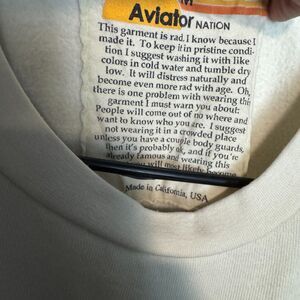 Aviator NATION
This garment is rad. I know because I
made it. To keep it in pristine condi-
tion I suggest washing it with like
colors in cold water and tumble dry
low. It will distress naturally and
become even more rad with age. Oh,
there is one problem with wearing this
garment I must warn you about:
People will come out of no where and
want to know who you are. I suggest
not wearing it in a crowded place
unless you have a couple body guards,
then it's probably ok, and if you're
already famous and wearing this
you will most likely become
Made in California, USA